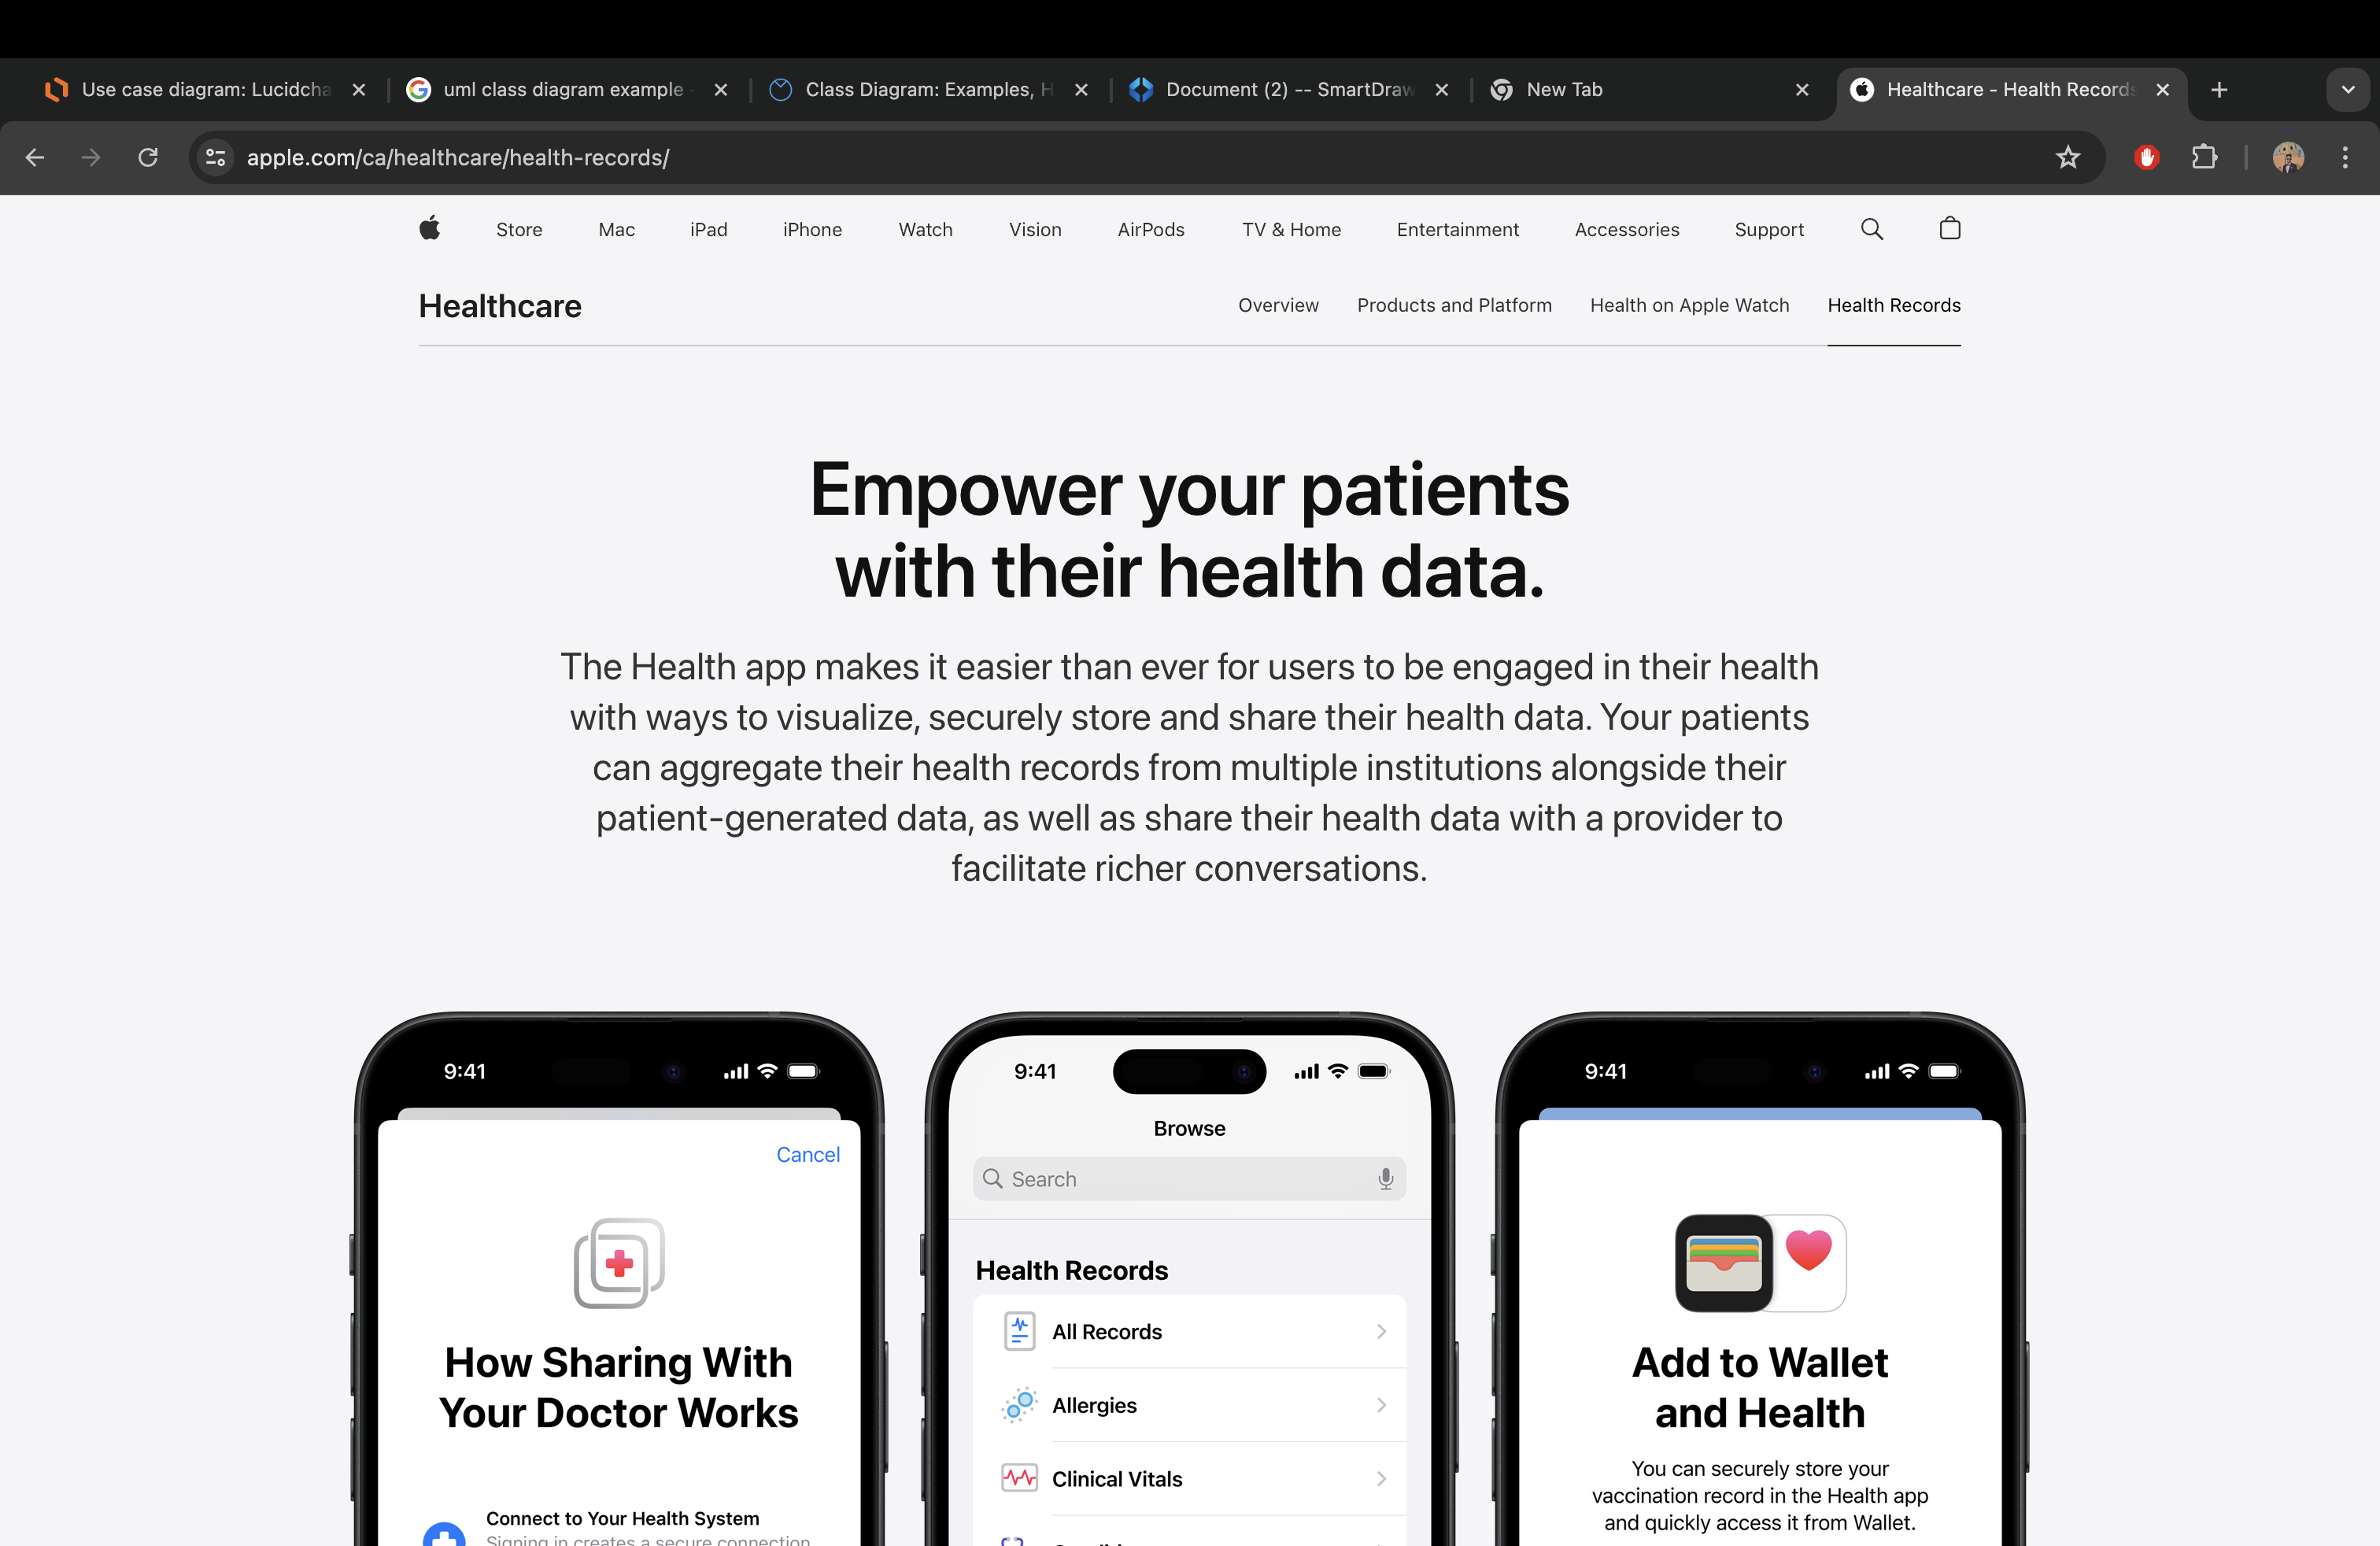 Use case diagram: Lucidcha
uml class diagram example -
Class Diagram: Examples, H
Document (2) -- SmartDraw
New Tab
Healthcare - Health Records
apple.com/ca/healthcare/health-records/
Store Mac iPad iPhone Watch Vision AirPods TV & Home Entertainment Accessories Support
Healthcare
Overview Products and Platform Health on Apple Watch Health Records
Empower your patients
with their health data.
The Health app makes it easier than ever for users to be engaged in their health
with ways to visualize, securely store and share their health data. Your patients
can aggregate their health records from multiple institutions alongside their
patient-generated data, as well as share their health data with a provider to
facilitate richer conversations.
9:41
Cancel
How Sharing With
Your Doctor Works
Connect to Your Health System
Signing in creates a secure connection
9:41
Browse
Search
Health Records
All Records
Allergies
Clinical Vitals
9:41
Add to Wallet
and Health
You can securely store your
vaccination record in the Health app
and quickly access it from Wallet.